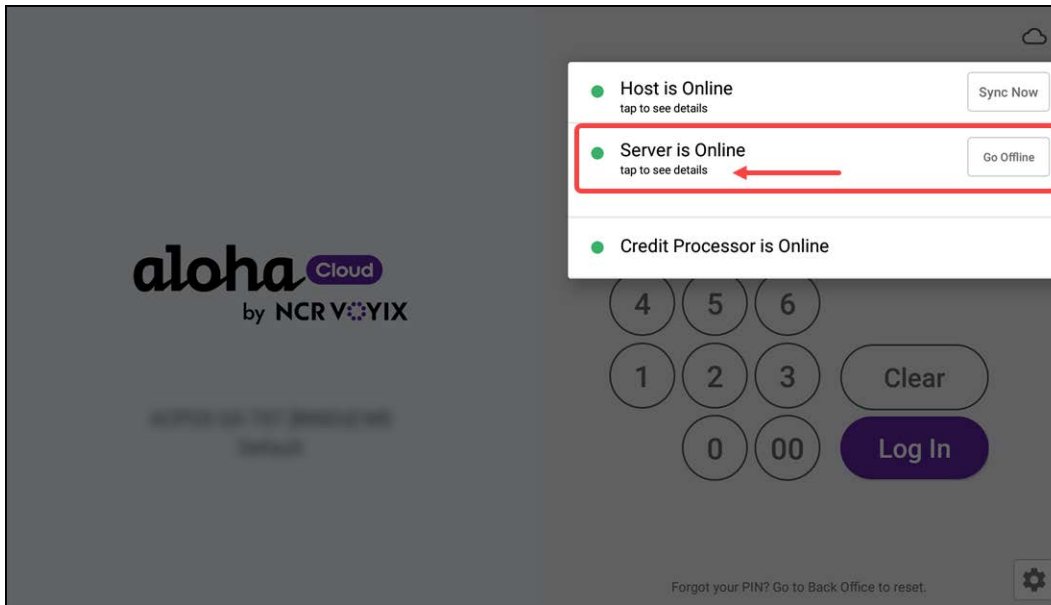 Host is Online
tap to see details
Sync Now
Server is Online
tap to see details
Go Offline
Credit Processor is Online
aloha Cloud
by NCR VOYIX
4 5 6
1 2 3 Clear
0 00 Log In
Forgot your PIN? Go to Back Office to reset.